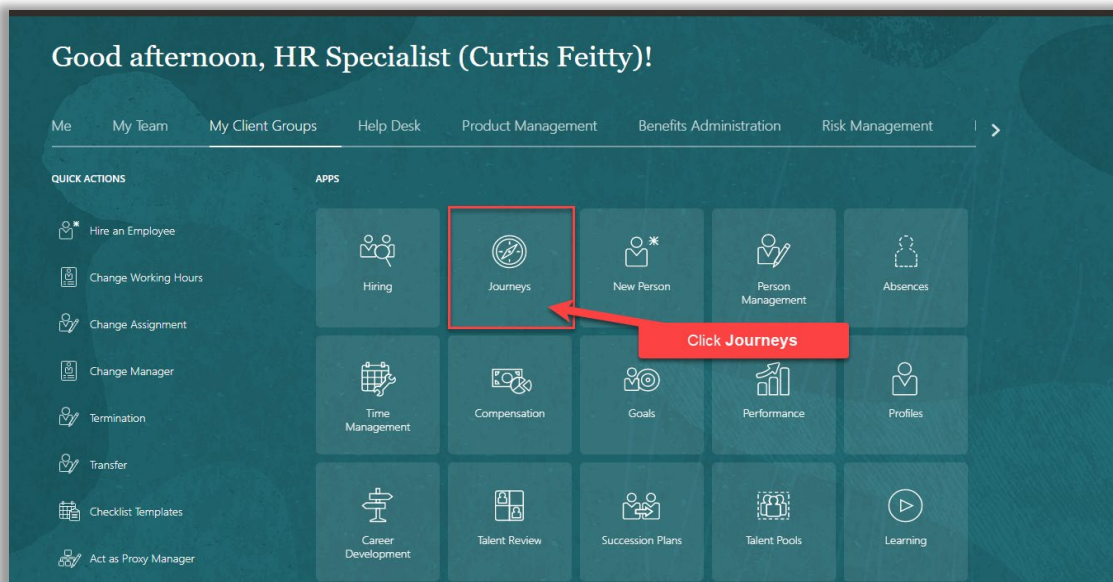 Good afternoon, HR Specialist (Curtis Feitty)!
Me My Team My Client Groups Help Desk Product Management Benefits Administration Risk Management
QUICK ACTIONS
Hire an Employee
Change Working Hours
Change Assignment
Change Manager
Termination
Transfer
Checklist Templates
Act as Proxy Manager
APPS
Hiring
Journeys
New Person
Person
Management
Absences
Click Journeys
Time
Management
Compensation
Goals
Performance
Profiles
Career
Development
Talent Review
Succession Plans
Talent Pools
Learning